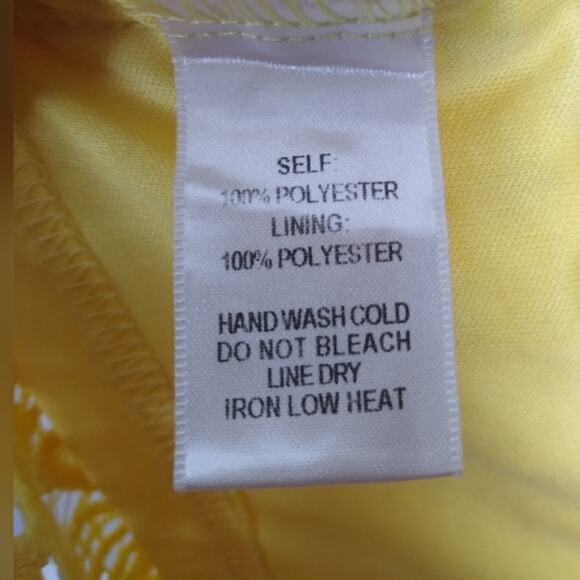 SELF:
100% POLYESTER
LINING:
100% POLYESTER
HAND WASH COLD
DO NOT BLEACH
LINE DRY
IRON LOW HEAT